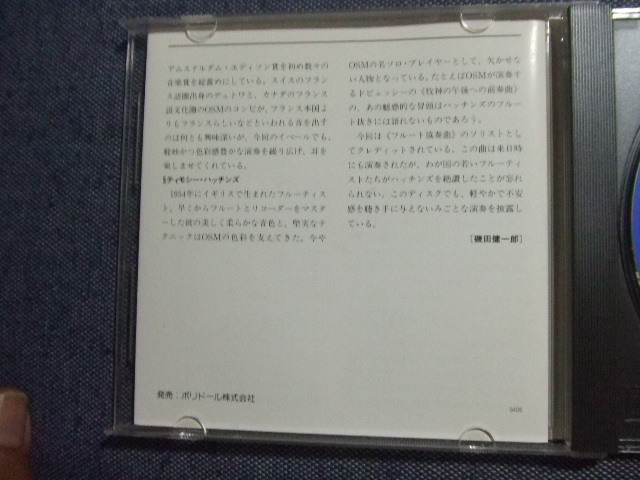 アムステルダム・エディソン賞を初め数々の
音楽賞を総嘗めにしている。スイスのフラン
ス語圏出身のデュトワと、カナダのフランス
語文化圏のOSMのコンビが、フランス本国よ
りもフランスらしいなどといわれる音を出す
のは何とも興味深いが、今回のイベールでも、
軽妙かつ色彩感豊かな演奏を繰り広げ、耳を
楽しませてくれている。
ティモシー・ハッチンズ
1954年にイギリスで生まれたフルーティス
ト。早くからフルートとリコーダーをマスタ
ーした彼の美しく柔らかな音色と、堅実なテ
クニックはOSMの色彩を支えてきた。今や
OSMの名ソロ・プレイヤーとして、欠かせな
い人物となっている。たとえばOSMが演奏す
るドビュッシーの《牧神の午後への前奏曲》
の、あの魅惑的な冒頭はハッチンズのフルー
ト抜きには語れないものであろう。
今回は《フルート協奏曲》のソリストとし
てクレディットされている。この曲は来日時
にも演奏されたが、わが国の若いフルーティ
ストたちがハッチンズを絶讃したことが忘れ
られない。このディスクでも、軽やかで不安
感を聴き手に与えないみごとな演奏を披露し
ている。
［磯田健一郎］
発売：ポリドール株式会社